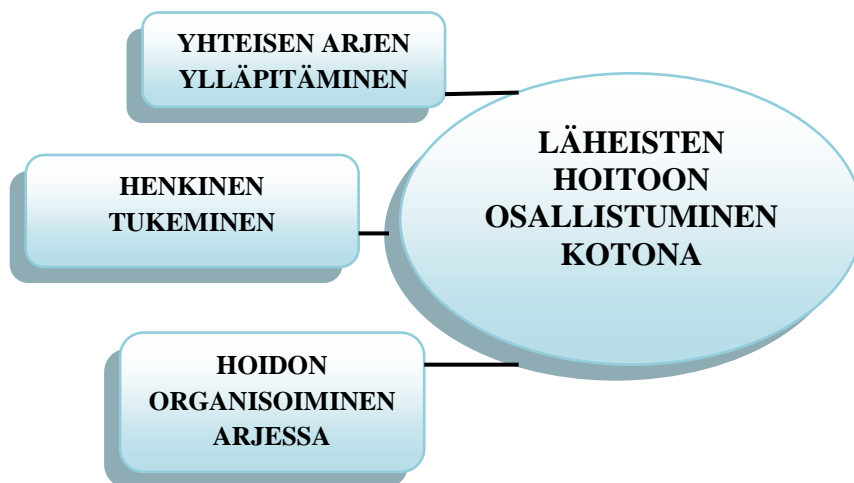 YHTEISEN ARJEN
YLLÄPITÄMINEN
HENKINEN
TUKEMINEN
HOIDON
ORGANISOIMINEN
ARJESSA
LÄHEISTEN
HOITOON
OSALLISTUMINEN
KOTONA